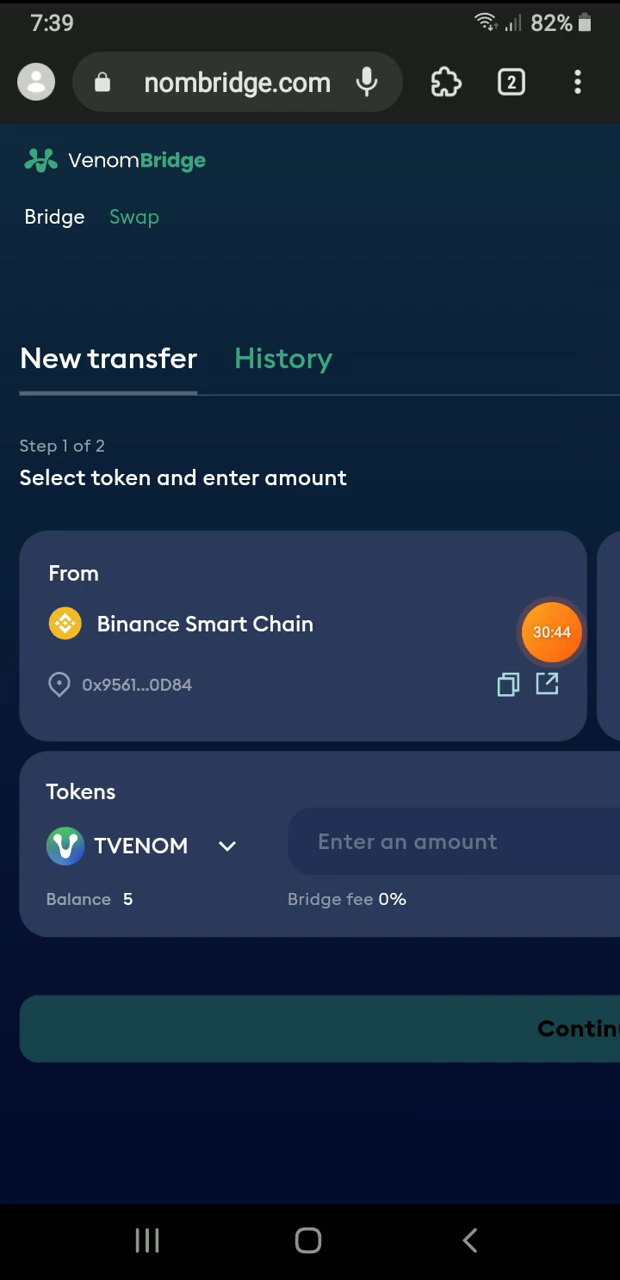 7:39
82%
nombridge.com
2
VenomBridge
Bridge
Swap
New transfer
History
Step 1 of 2
Select token and enter amount
From
Binance Smart Chain
30:44
0x9561...0D84
Tokens
TVENOM
Enter an amount
Balance 5
Bridge fee 0%
Contin